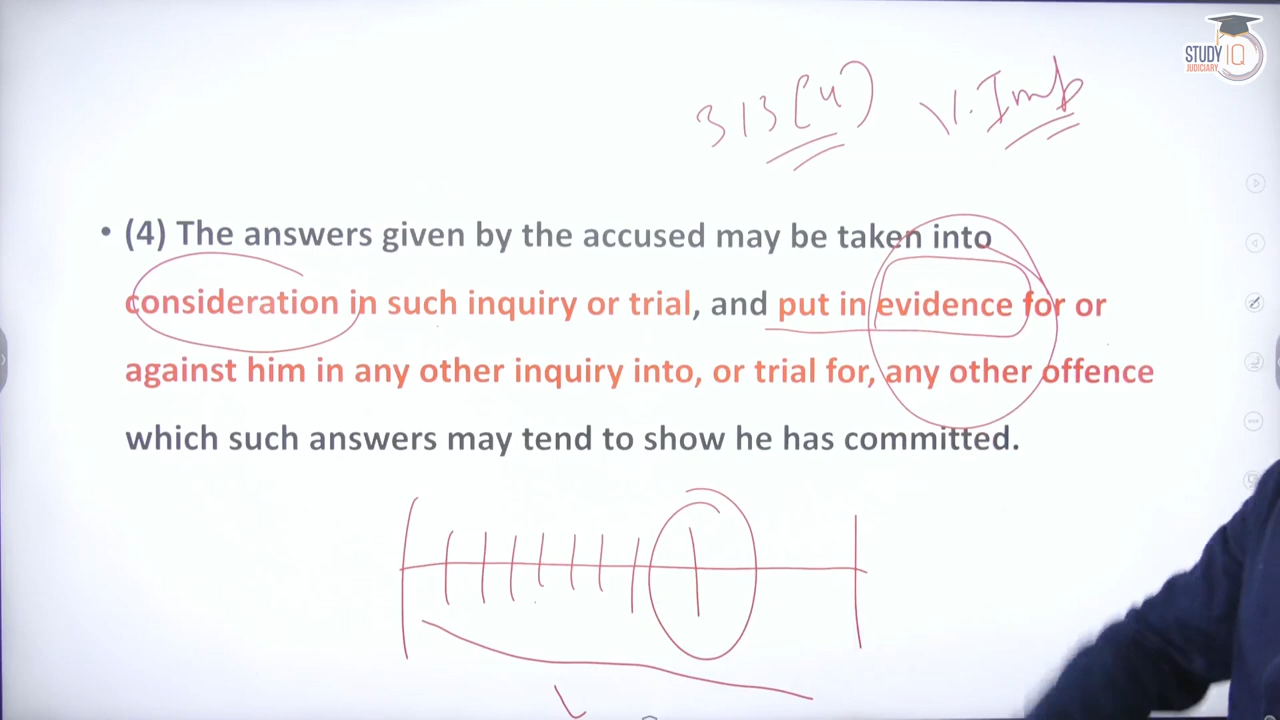 STUDY IQ
JUDICIARY
313(4) V. Imp
• (4) The answers given by the accused may be taken into
consideration in such inquiry or trial, and put in evidence for or
against him in any other inquiry into, or trial for, any other offence
which such answers may tend to show he has committed.